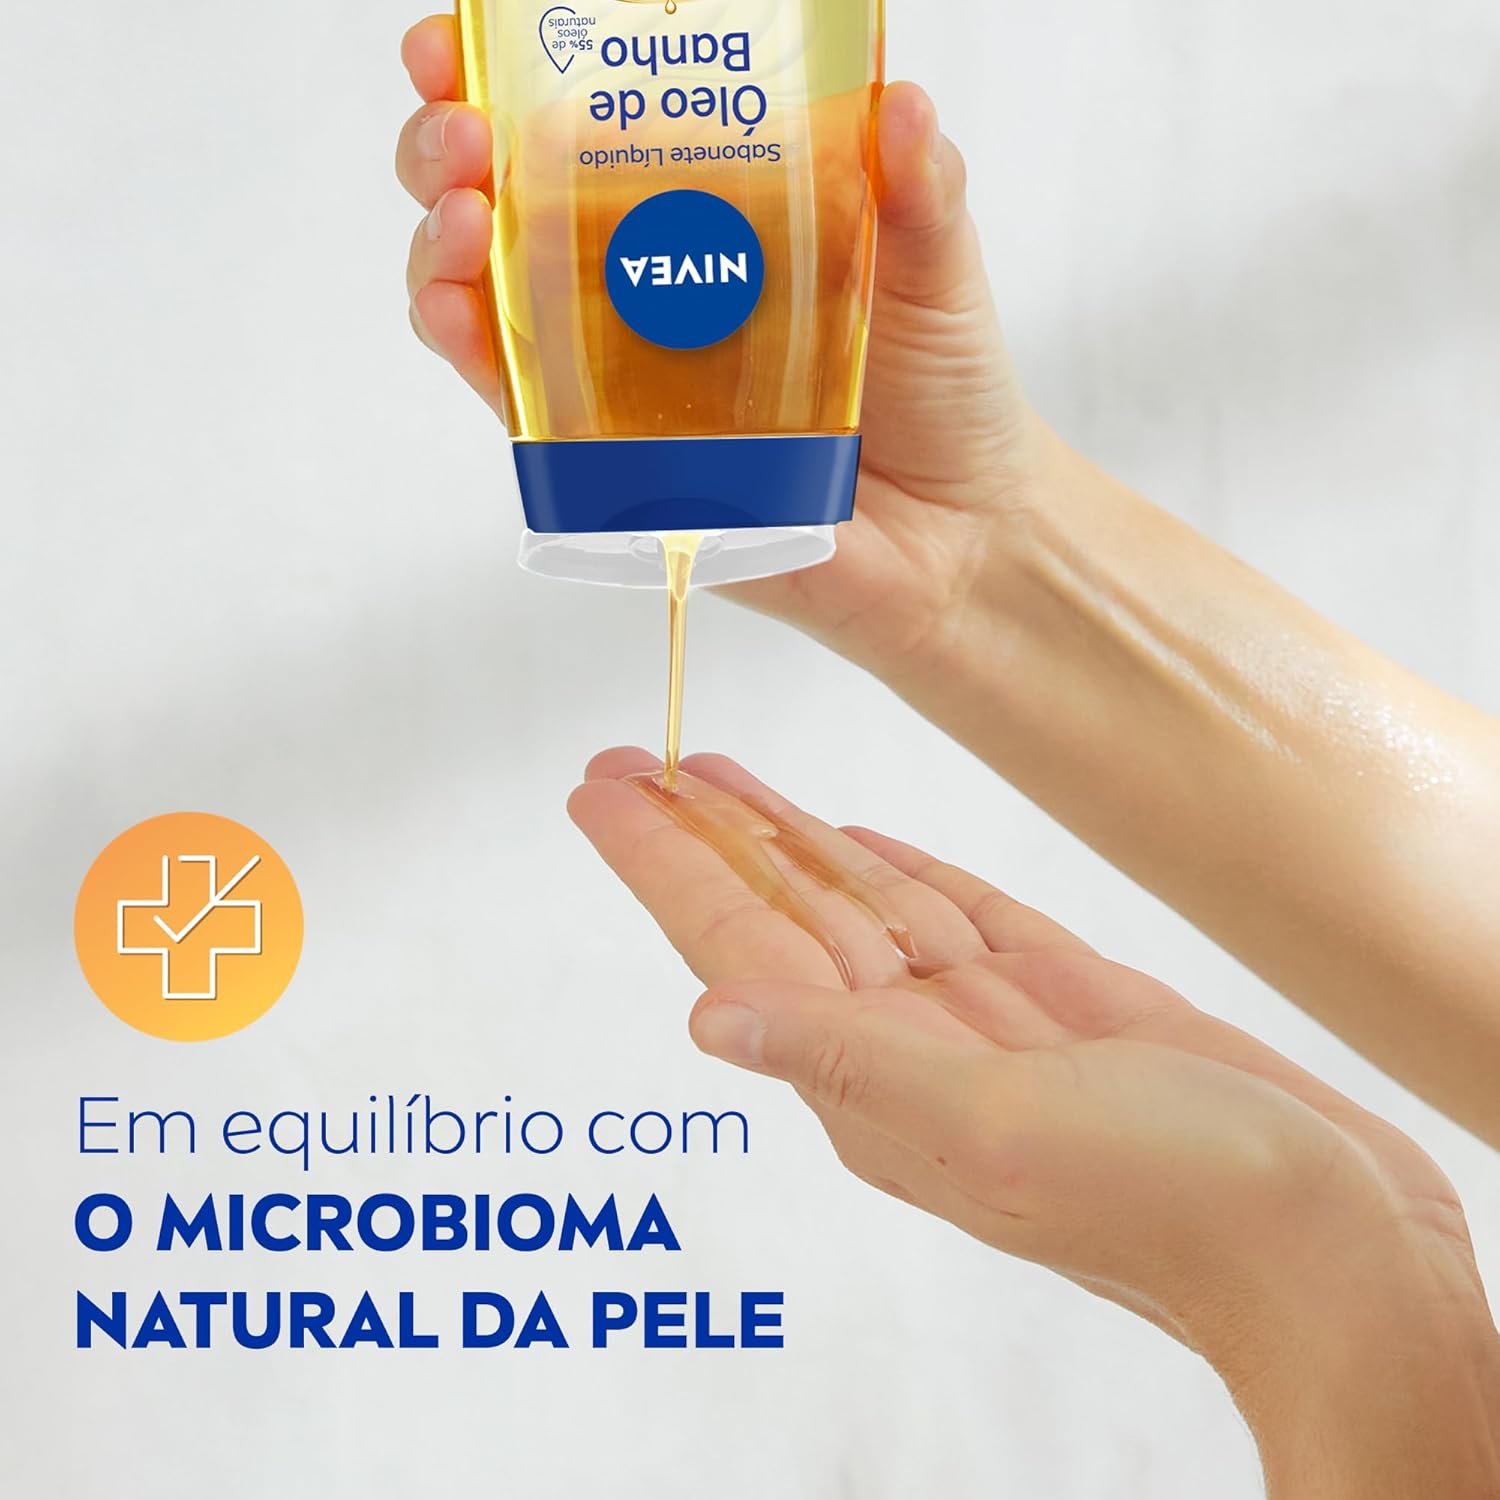 NIVEA
Sabonete Líquido
Óleo de
Banho
55% de
óleos
naturais
Em equilíbrio com
O MICROBIOMA
NATURAL DA PELE